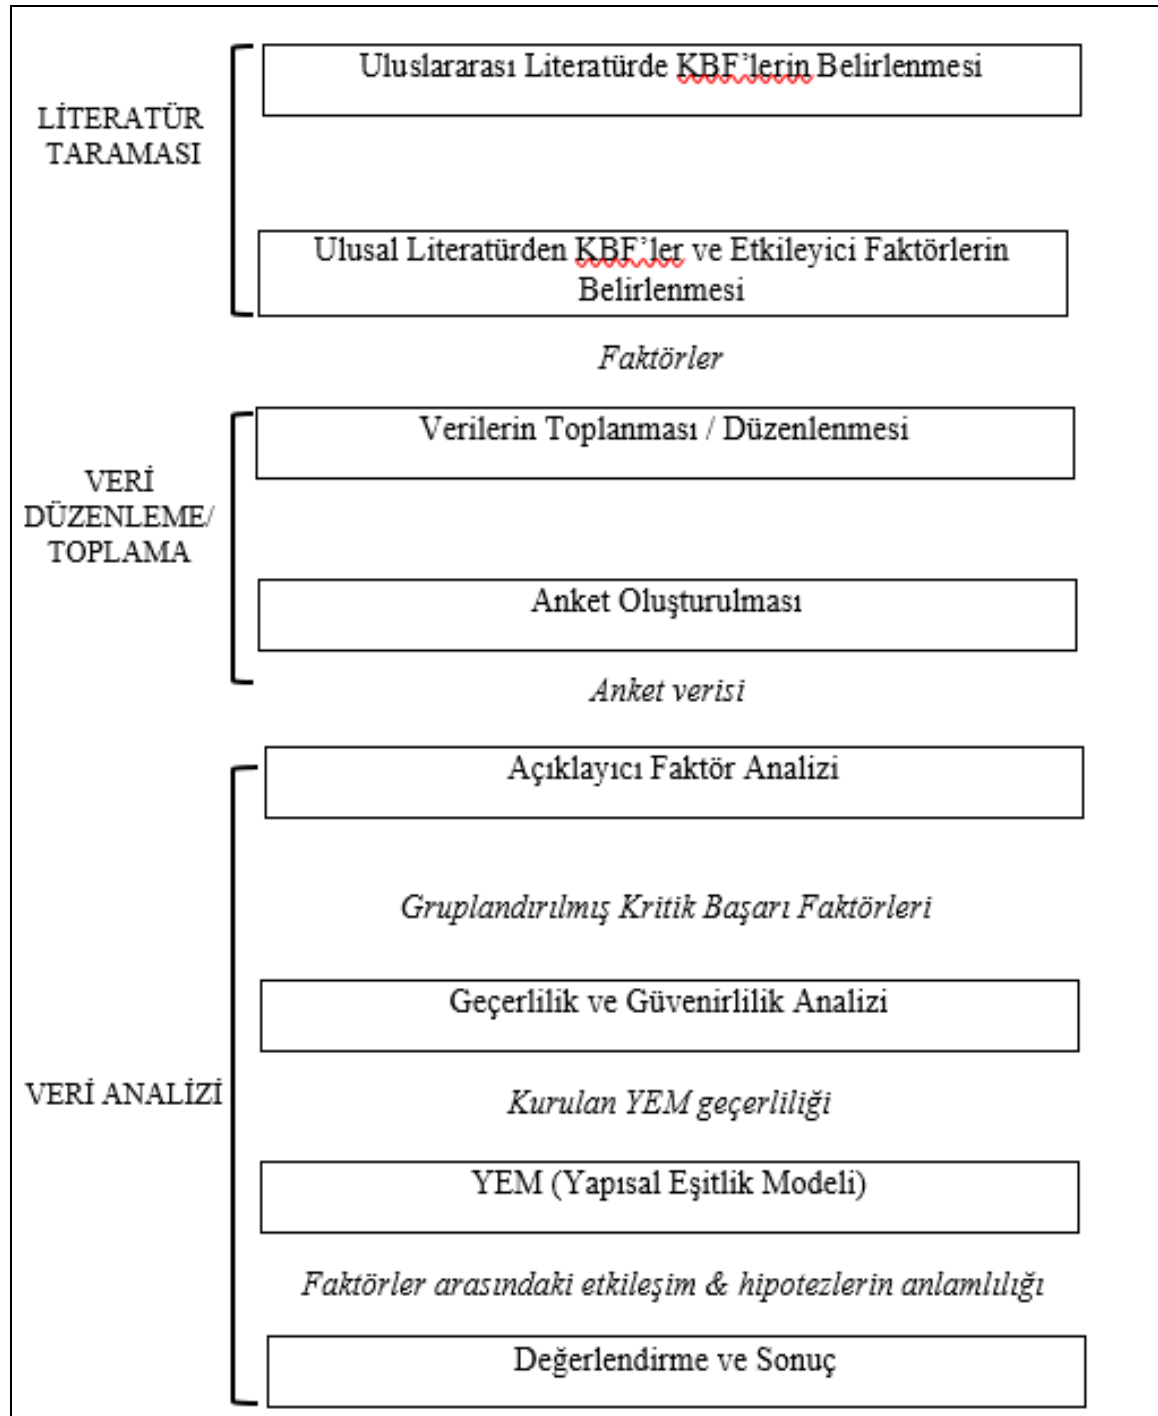 Uluslararası Literatürde KBF’lerin Belirlenmesi
LİTERATÜR
TARAMASI
Ulusal Literatürden KBF’ler ve Etkileyici Faktörlerin
Belirlenmesi
Faktörler
Verilerin Toplanması / Düzenlenmesi
VERİ
DÜZENLEME/
TOPLAMA
Anket Oluşturulması
Anket verisi
Açıklayıcı Faktör Analizi
Gruplandırılmış Kritik Başarı Faktörleri
Geçerlilik ve Güvenirlilik Analizi
VERİ ANALİZİ
Kurulan YEM geçerliliği
YEM (Yapısal Eşitlik Modeli)
Faktörler arasındaki etkileşim & hipotezlerin anlamlılığı
Değerlendirme ve Sonuç